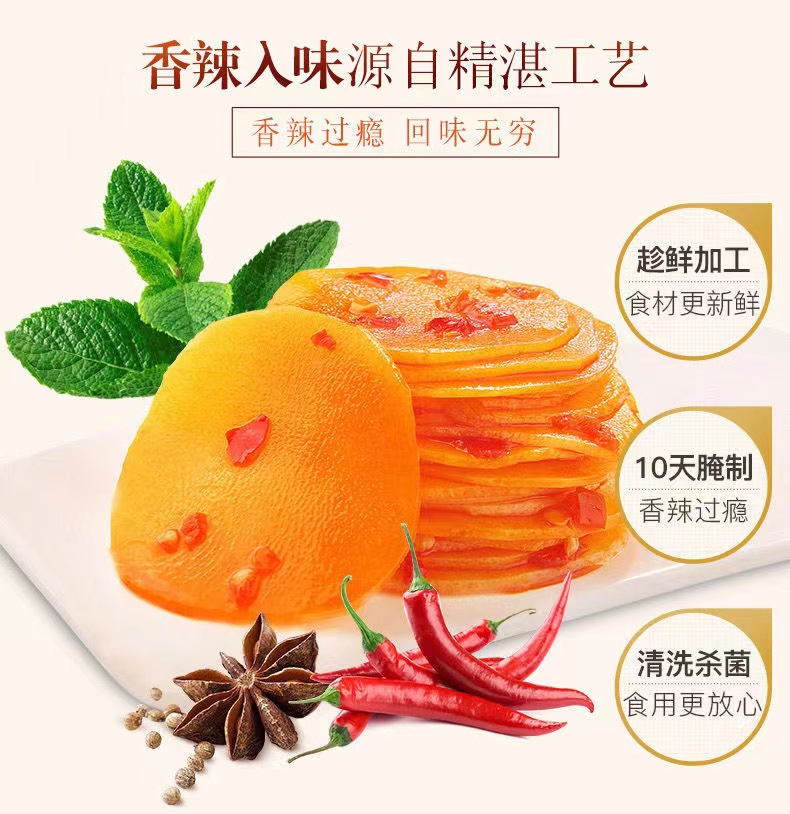 香辣入味源自精湛工艺
香辣过瘾 回味无穷
趁鲜加工
食材更新鲜
10天腌制
香辣过瘾
清洗杀菌
食用更放心